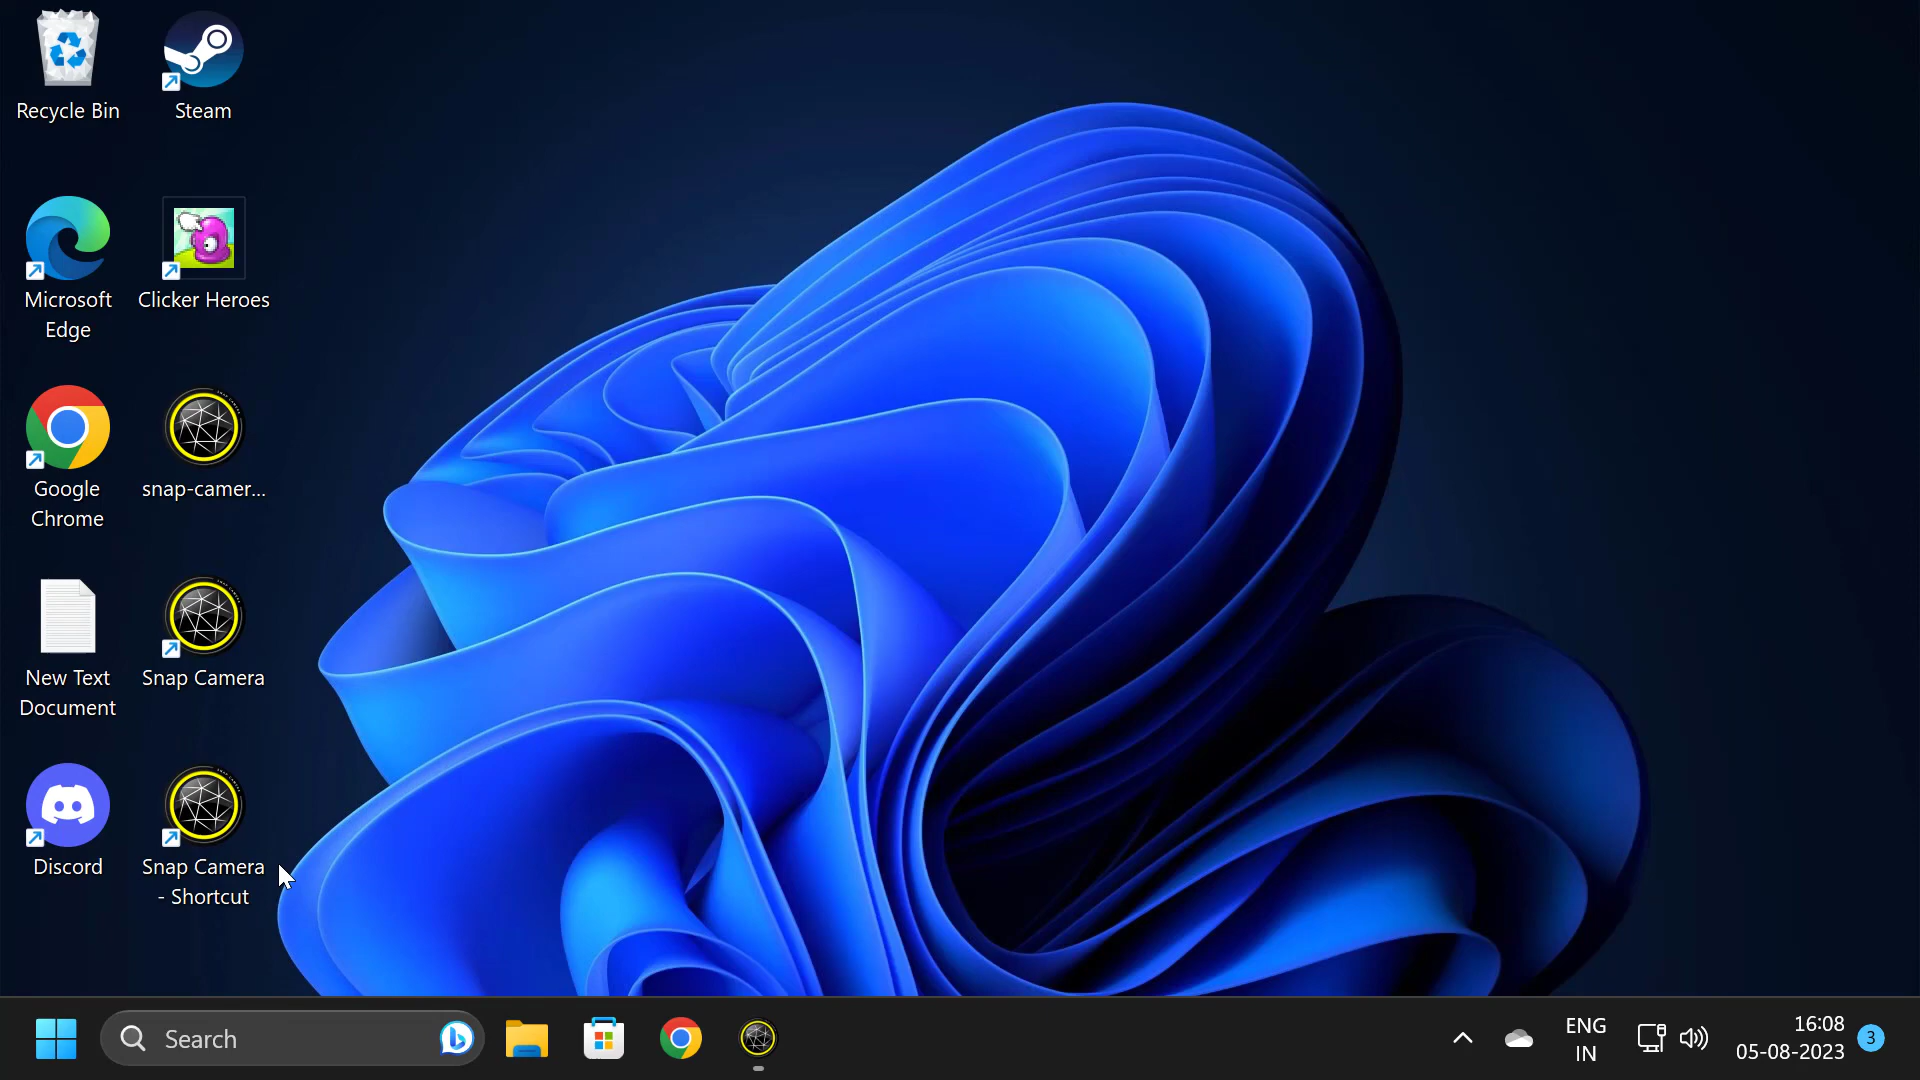 Recycle Bin
Steam
Microsoft
Edge
Clicker Heroes
Google
Chrome
snap-camer...
New Text
Document
Snap Camera
Discord
Snap Camera
- Shortcut
Search
ENG
IN
16:08
05-08-2023
3